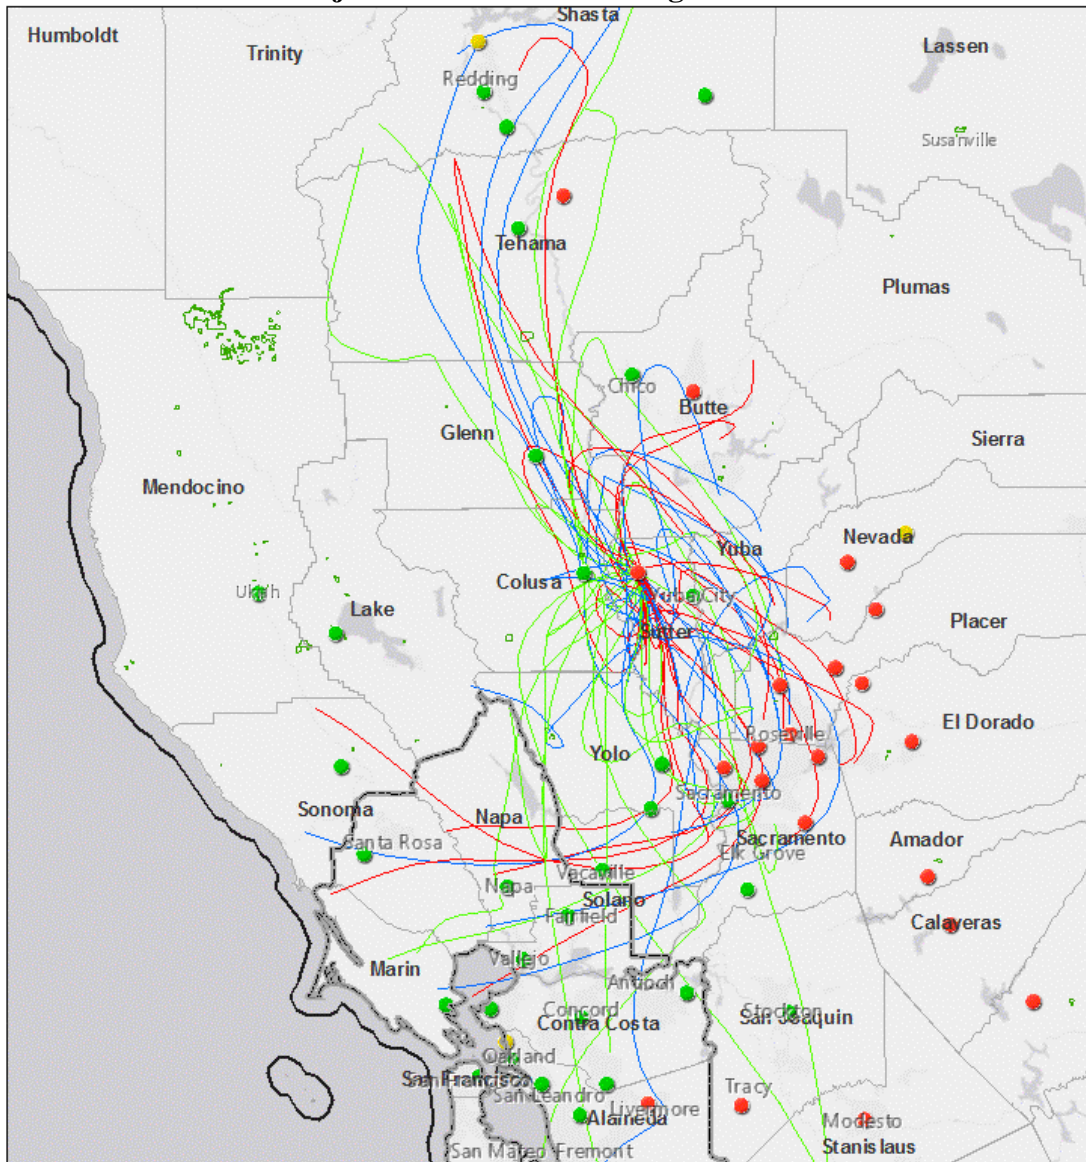 Shasta
Humboldt
Trinity
Lassen
Redding
Susanville
Tehama
Plumas
Chico
Butte
Glenn
Sierra
Mendocino
Nevada
Yuba
Colusa
Ukiah
Yuba City
Lake
Placer
Sutter
El Dorado
Roseville
Yolo
Sacramento
Sonoma
Napa
Sacramento
Amador
Santa Rosa
Elk Grove
Vacaville
Napa
Solano
Fairfield
Calaveras
Vallejo
Marin
Antioch
Concord
Stockton
Contra Costa
San Joaquin
Oakland
San Francisco
San Leandro
Tracy
Livermore
Alameda
Modesto
Stanislaus
San Mateo Fremont